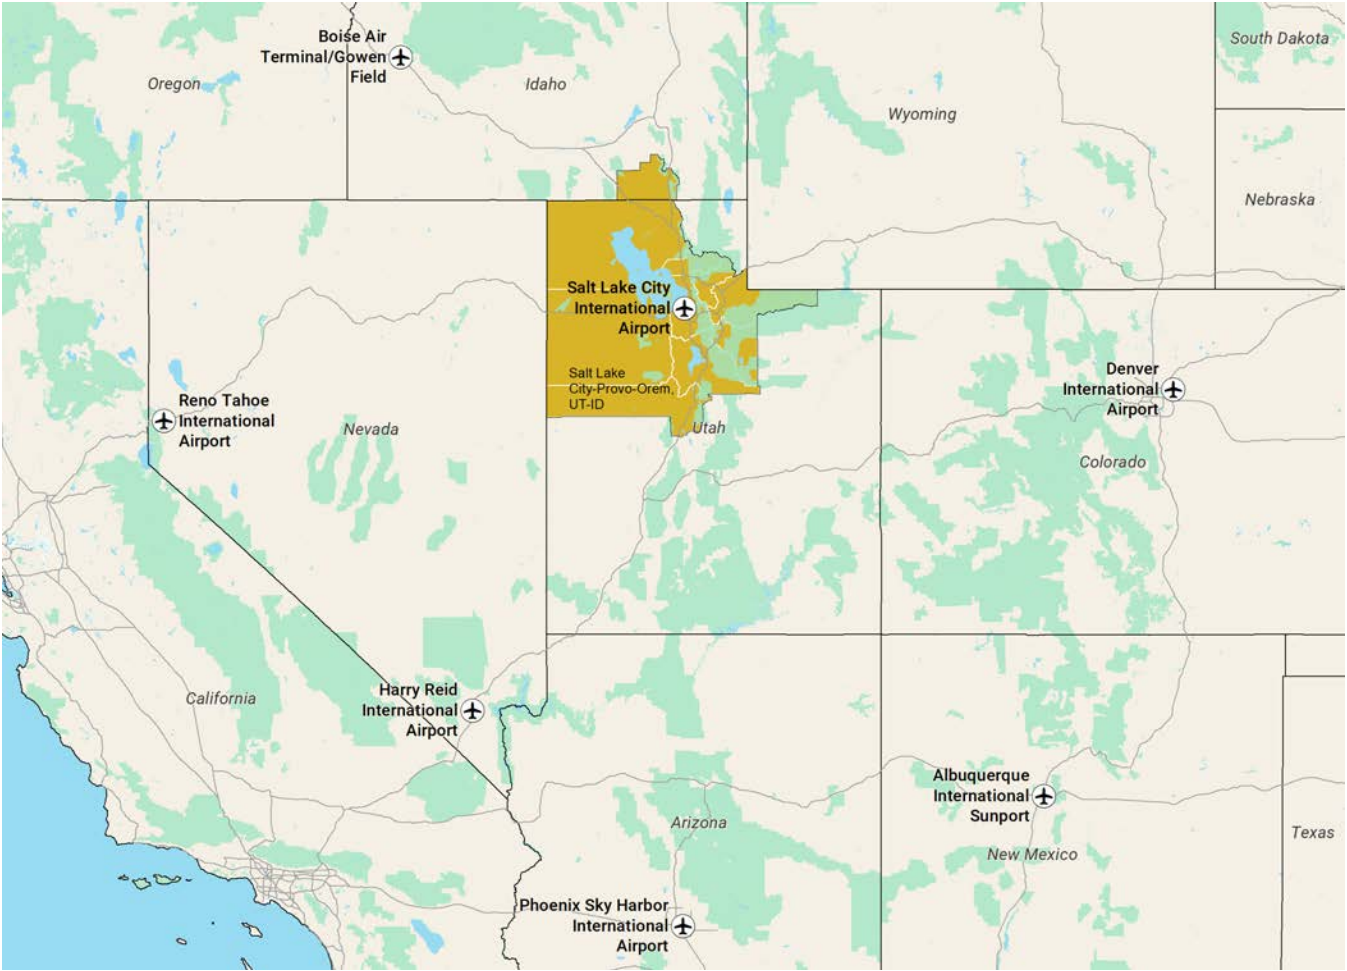 Boise Air
Terminal/Gowen
Field
Oregon
Idaho
South Dakota
Wyoming
Nebraska
Salt Lake City
International
Airport
Salt Lake
City-Provo-Orem,
UT-ID
Utah
Denver
International
Airport
Colorado
Reno Tahoe
International
Airport
Nevada
California
Harry Reid
International
Airport
Albuquerque
International
Sunport
Arizona
New Mexico
Texas
Phoenix Sky Harbor
International
Airport